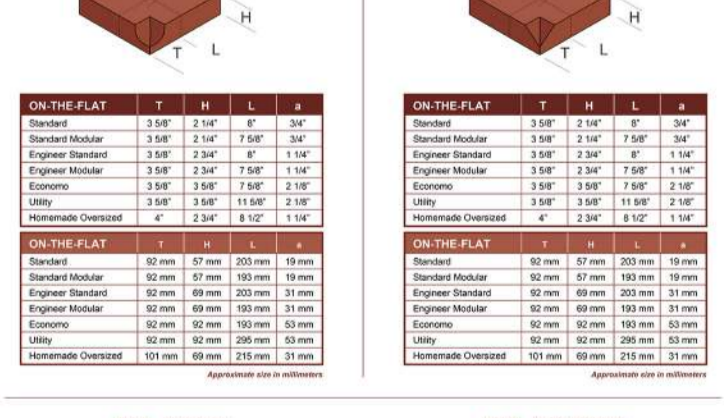 H
T
L
ON-THE-FLAT T H L a
Standard 3 5/8" 2 1/4" 8" 3/4"
Standard Modular 3 5/8" 2 1/4" 7 5/8" 3/4"
Engineer Standard 3 5/8" 2 3/4" 8" 1 1/4"
Engineer Modular 3 5/8" 2 3/4" 7 5/8" 1 1/4"
Economo 3 5/8" 3 5/8" 7 5/8" 2 1/8"
Utility 3 5/8" 3 5/8" 11 5/8" 2 1/8"
Homemade Oversized 4" 2 3/4" 8 1/2" 1 1/4"
ON-THE-FLAT T H L a
Standard 92 mm 57 mm 203 mm 19 mm
Standard Modular 92 mm 57 mm 193 mm 19 mm
Engineer Standard 92 mm 69 mm 203 mm 31 mm
Engineer Modular 92 mm 69 mm 193 mm 31 mm
Economo 92 mm 92 mm 193 mm 53 mm
Utility 92 mm 92 mm 295 mm 53 mm
Homemade Oversized 101 mm 69 mm 215 mm 31 mm
Approximate size in millimeters
H
T
L
ON-THE-FLAT T H L a
Standard 3 5/8" 2 1/4" 8" 3/4"
Standard Modular 3 5/8" 2 1/4" 7 5/8" 3/4"
Engineer Standard 3 5/8" 2 3/4" 8" 1 1/4"
Engineer Modular 3 5/8" 2 3/4" 7 5/8" 1 1/4"
Economo 3 5/8" 3 5/8" 7 5/8" 2 1/8"
Utility 3 5/8" 3 5/8" 11 5/8" 2 1/8"
Homemade Oversized 4" 2 3/4" 8 1/2" 1 1/4"
ON-THE-FLAT T H L a
Standard 92 mm 57 mm 203 mm 19 mm
Standard Modular 92 mm 57 mm 193 mm 19 mm
Engineer Standard 92 mm 69 mm 203 mm 31 mm
Engineer Modular 92 mm 69 mm 193 mm 31 mm
Economo 92 mm 92 mm 193 mm 53 mm
Utility 92 mm 92 mm 295 mm 53 mm
Homemade Oversized 101 mm 69 mm 215 mm 31 mm
Approximate size in millimeters